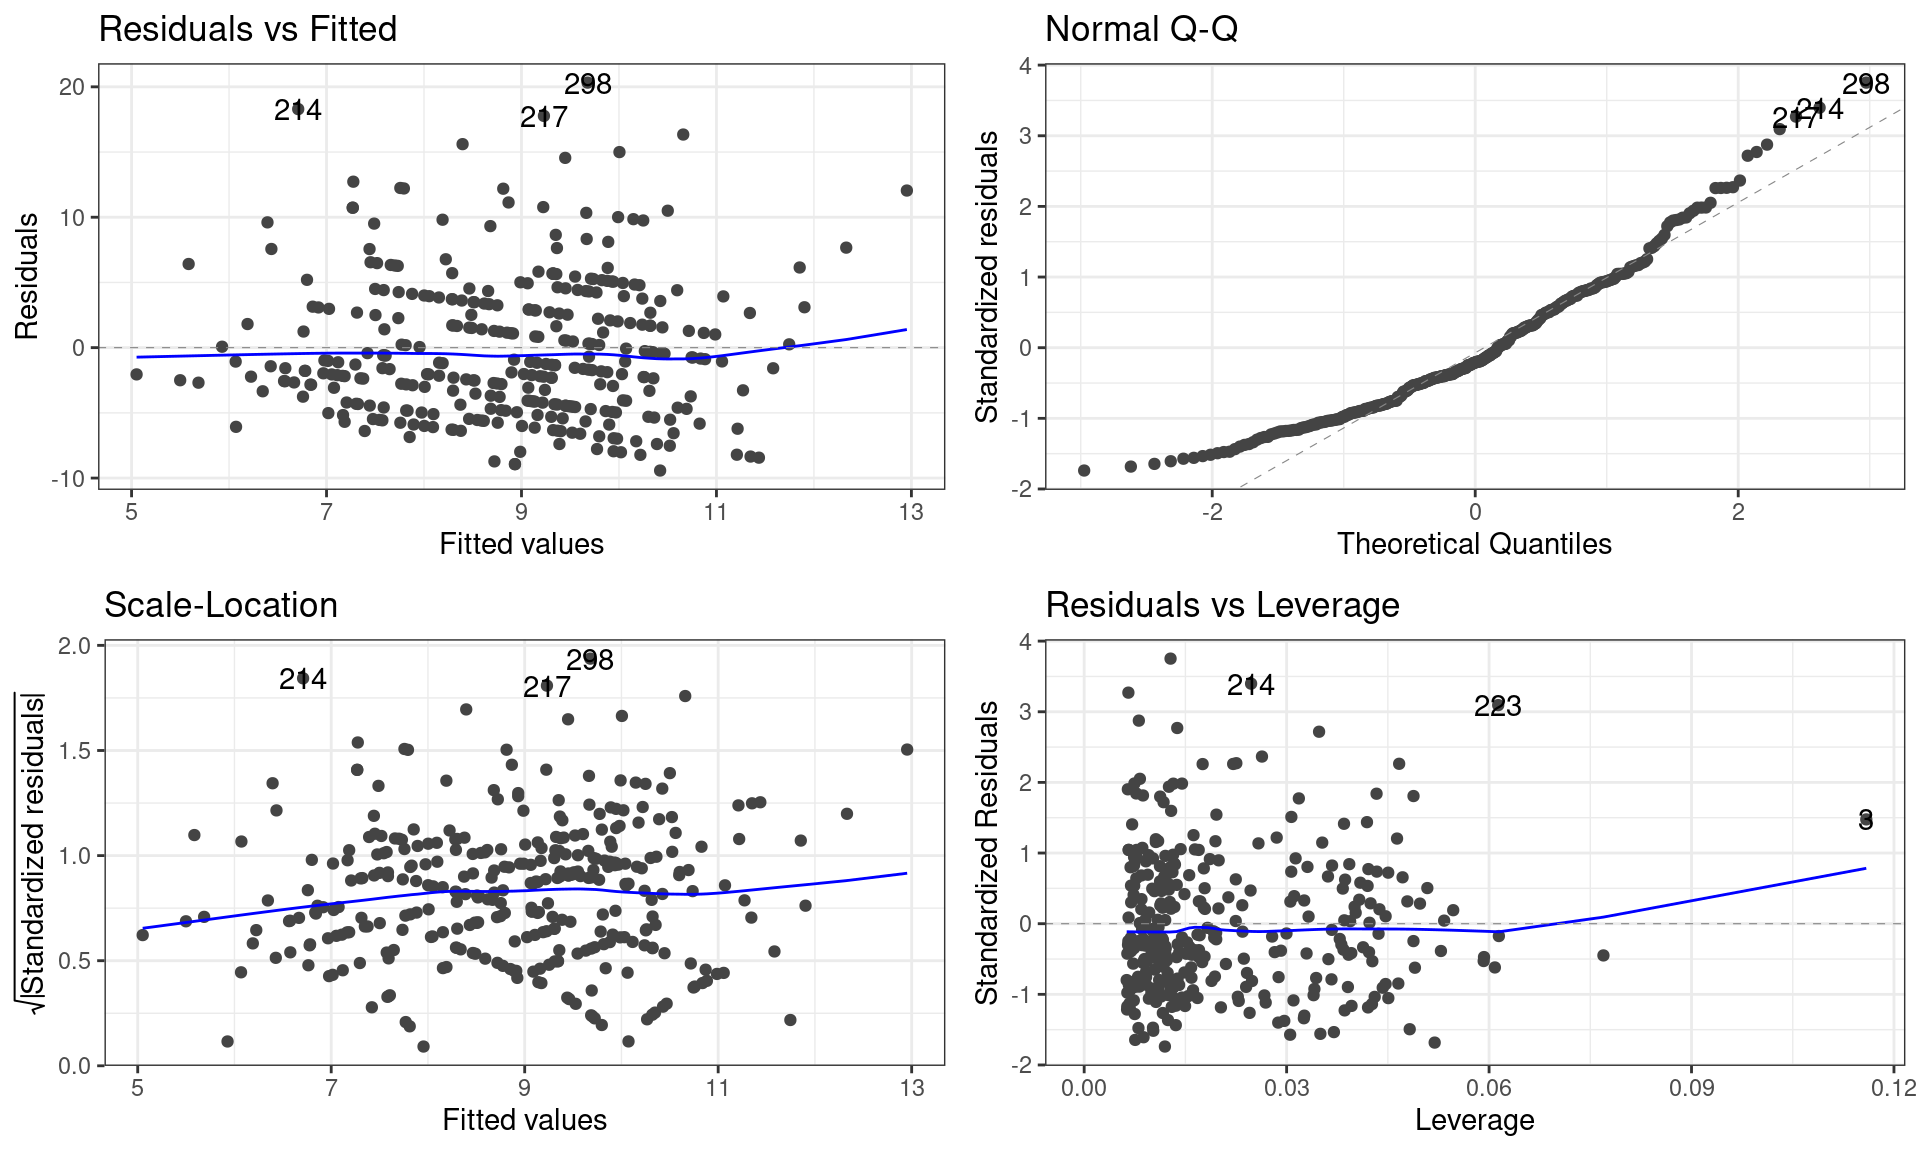 Residuals vs Fitted
20
10
0
-10
298
214
217
5 7 9 11 13
Fitted values
Residuals
Normal Q-Q
4
3
2
1
0
-1
-2
298
214
217
-2 0 2
Theoretical Quantiles
Standardized residuals
Scale-Location
2.0
1.5
1.0
0.5
0.0
298
214
217
5 7 9 11 13
Fitted values
√|Standardized residuals|
Residuals vs Leverage
4
3
2
1
0
-1
-2
214
223
8
0.00 0.03 0.06 0.09 0.12
Leverage
Standardized Residuals